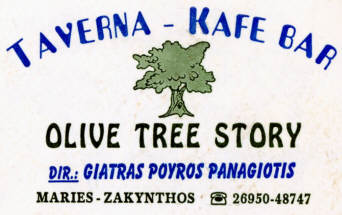 TAVERNA - KAFE BAR
OLIVE TREE STORY
DIR.: GIATRAS POYROS PANAGIOTIS
MARIES - ZAKYNTHOS ☎ 26950-48747